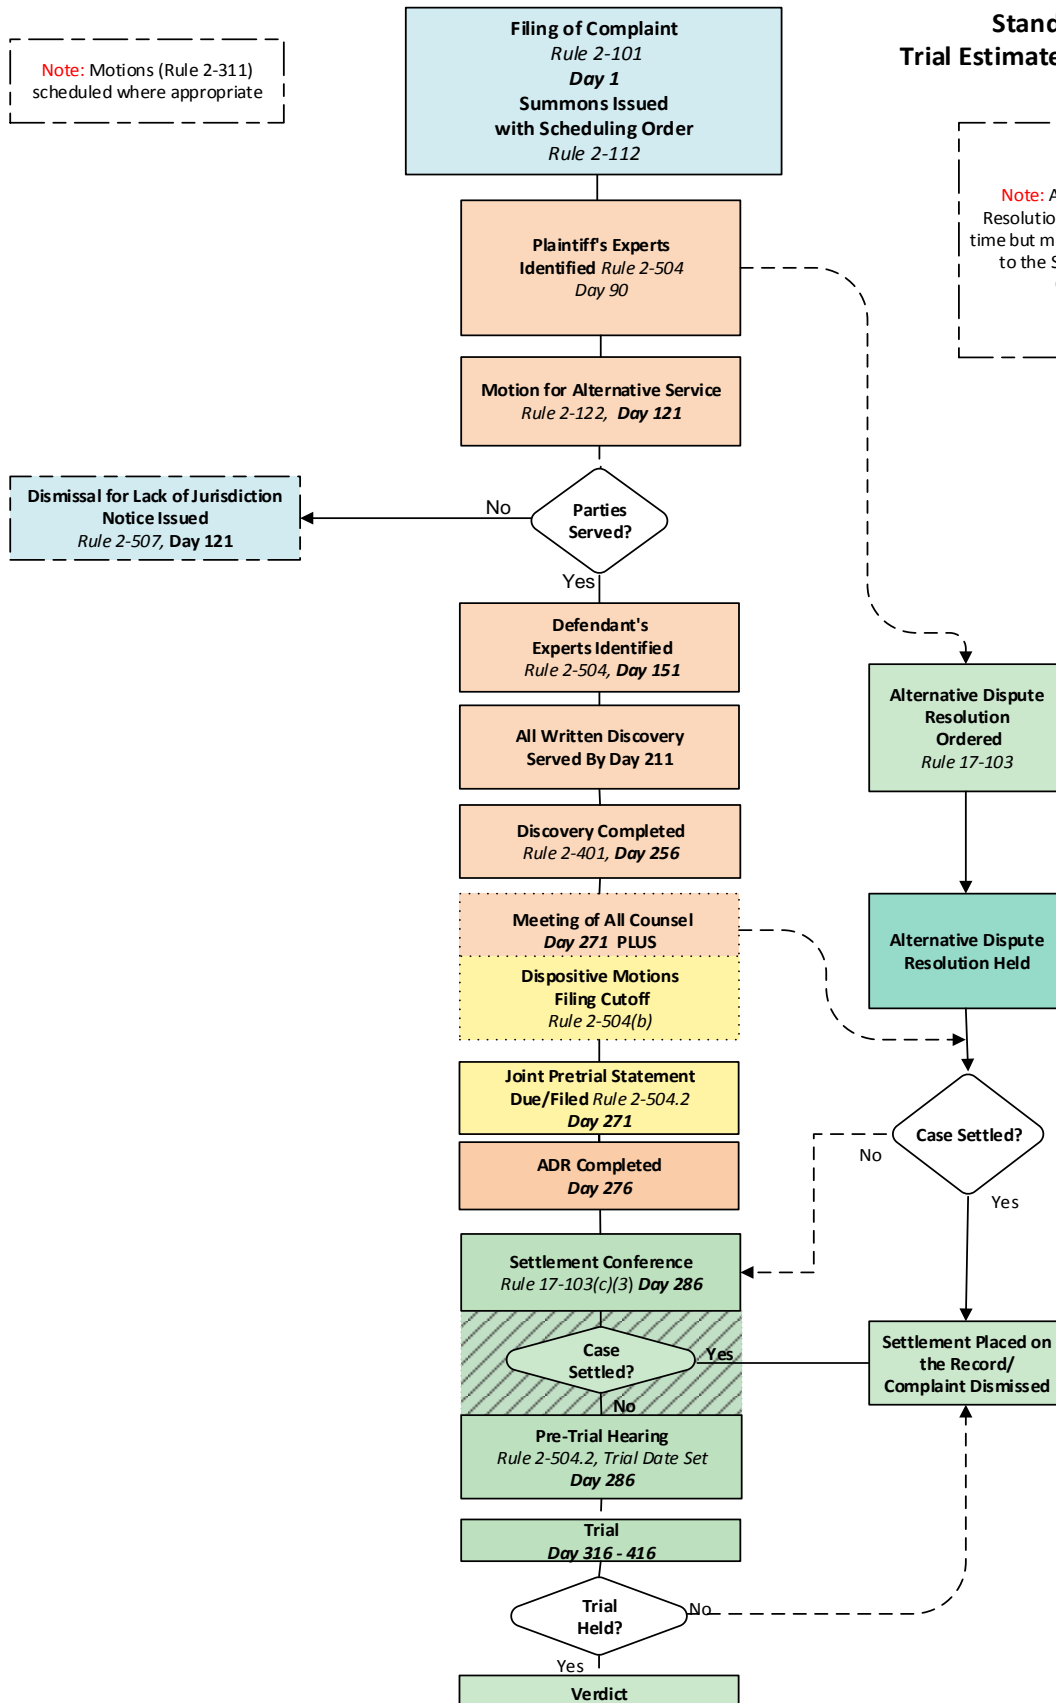 Stand
Trial Estimate
Note: Motions (Rule 2-311)
scheduled where appropriate
Filing of Complaint
Rule 2-101
Day 1
Summons Issued
with Scheduling Order
Rule 2-112
Note: A
Resolutio
time but m
to the S
Plaintiff's Experts
Identified Rule 2-504
Day 90
Motion for Alternative Service
Rule 2-122, Day 121
Dismissal for Lack of Jurisdiction
Notice Issued
Rule 2-507, Day 121
No
Parties
Served?
Yes
Defendant's
Experts Identified
Rule 2-504, Day 151
Alternative Dispute
Resolution
Ordered
Rule 17-103
All Written Discovery
Served By Day 211
Discovery Completed
Rule 2-401, Day 256
Meeting of All Counsel
Day 271 PLUS
Dispositive Motions
Filing Cutoff
Rule 2-504(b)
Alternative Dispute
Resolution Held
Joint Pretrial Statement
Due/Filed Rule 2-504.2
Day 271
Case Settled?
No
Yes
ADR Completed
Day 276
Settlement Conference
Rule 17-103(c)(3) Day 286
Case
Settled?
Yes
No
Settlement Placed on
the Record/
Complaint Dismissed
Pre-Trial Hearing
Rule 2-504.2, Trial Date Set
Day 286
Trial
Day 316 - 416
Trial
Held?
No
Yes
Verdict